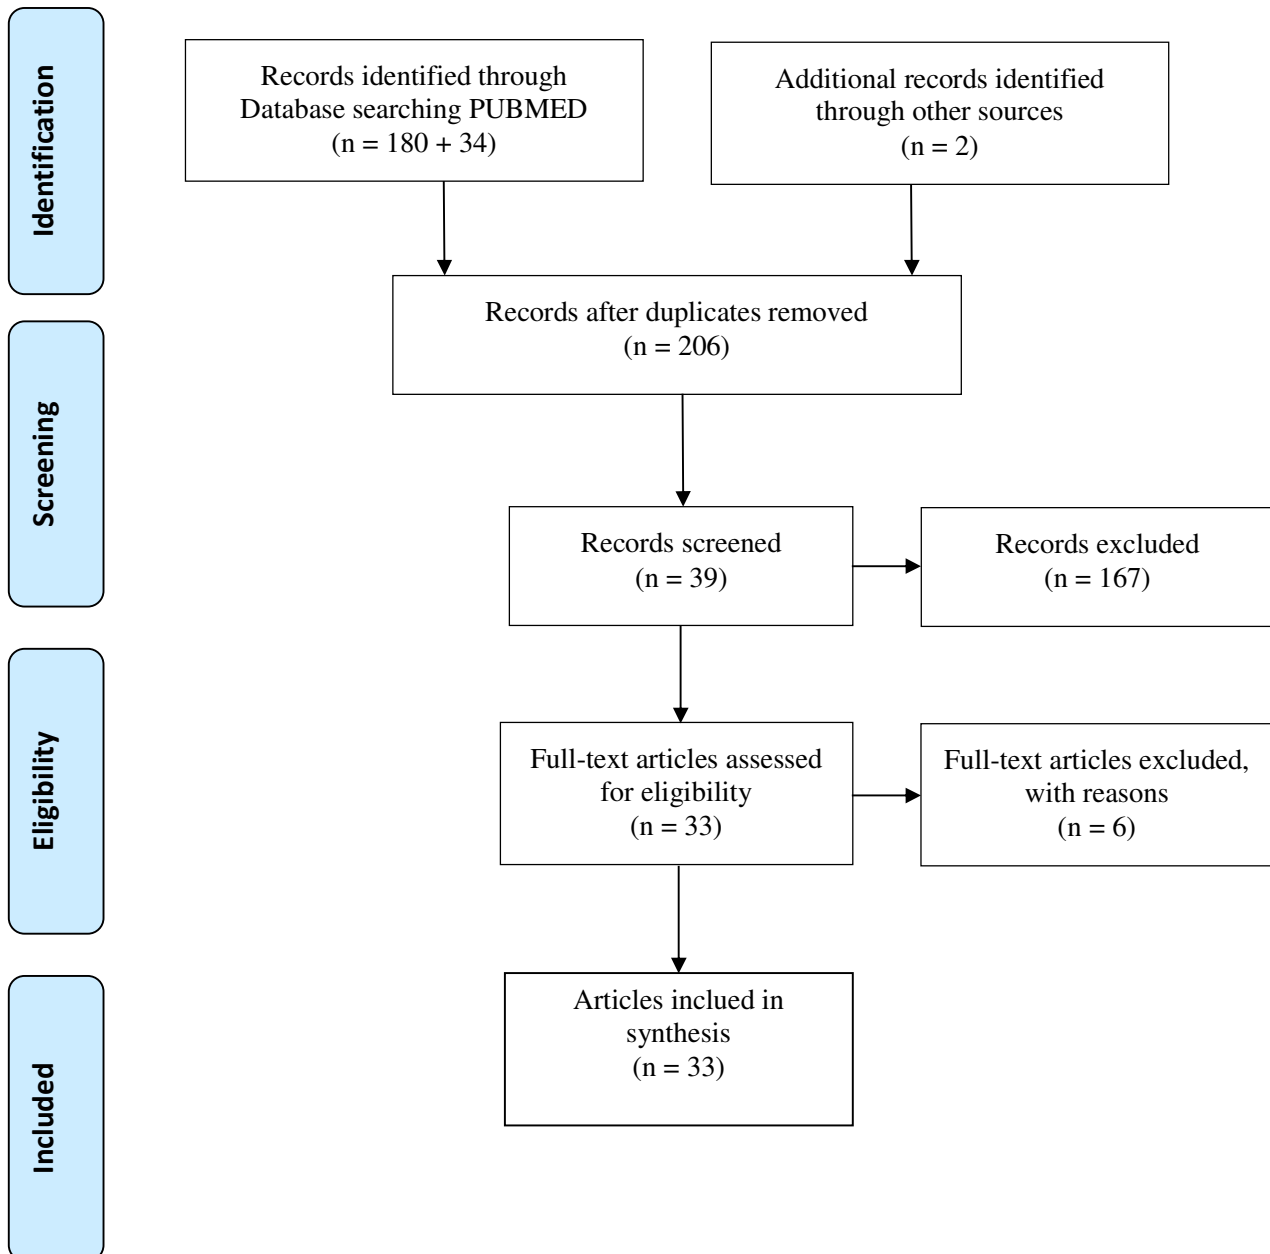 Identification
Records identified through
Database searching PUBMED
(n = 180 + 34)
Additional records identified
through other sources
(n = 2)
Records after duplicates removed
(n = 206)
Screening
Records screened
(n = 39)
Records excluded
(n = 167)
Eligibility
Full-text articles assessed
for eligibility
(n = 33)
Full-text articles excluded,
with reasons
(n = 6)
Included
Articles inclued in
synthesis
(n = 33)